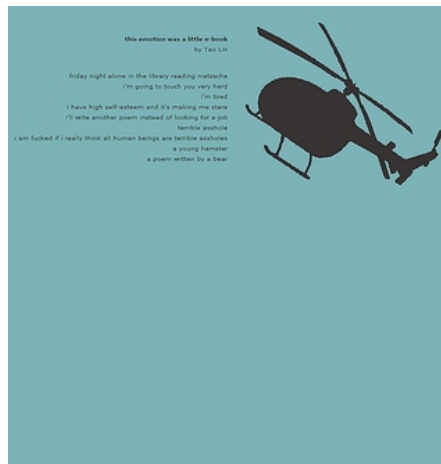 this emotion was a little e-book
by Tao Lin
friday night alone in the library reading nietzsche
i'm going to touch you very hard
i'm tired
i have high self-esteem and it's making me stare
i'll write another poem instead of looking for a job
terrible asshole
i am fucked if i really think all human beings are terrible assholes
a young hamster
a poem written by a bear